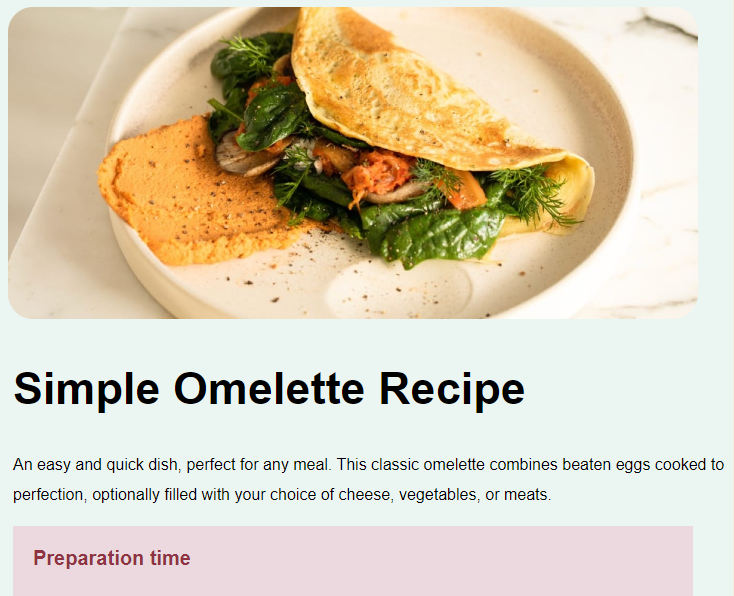 Simple Omelette Recipe
An easy and quick dish, perfect for any meal. This classic omelette combines beaten eggs cooked to
perfection, optionally filled with your choice of cheese, vegetables, or meats.
Preparation time